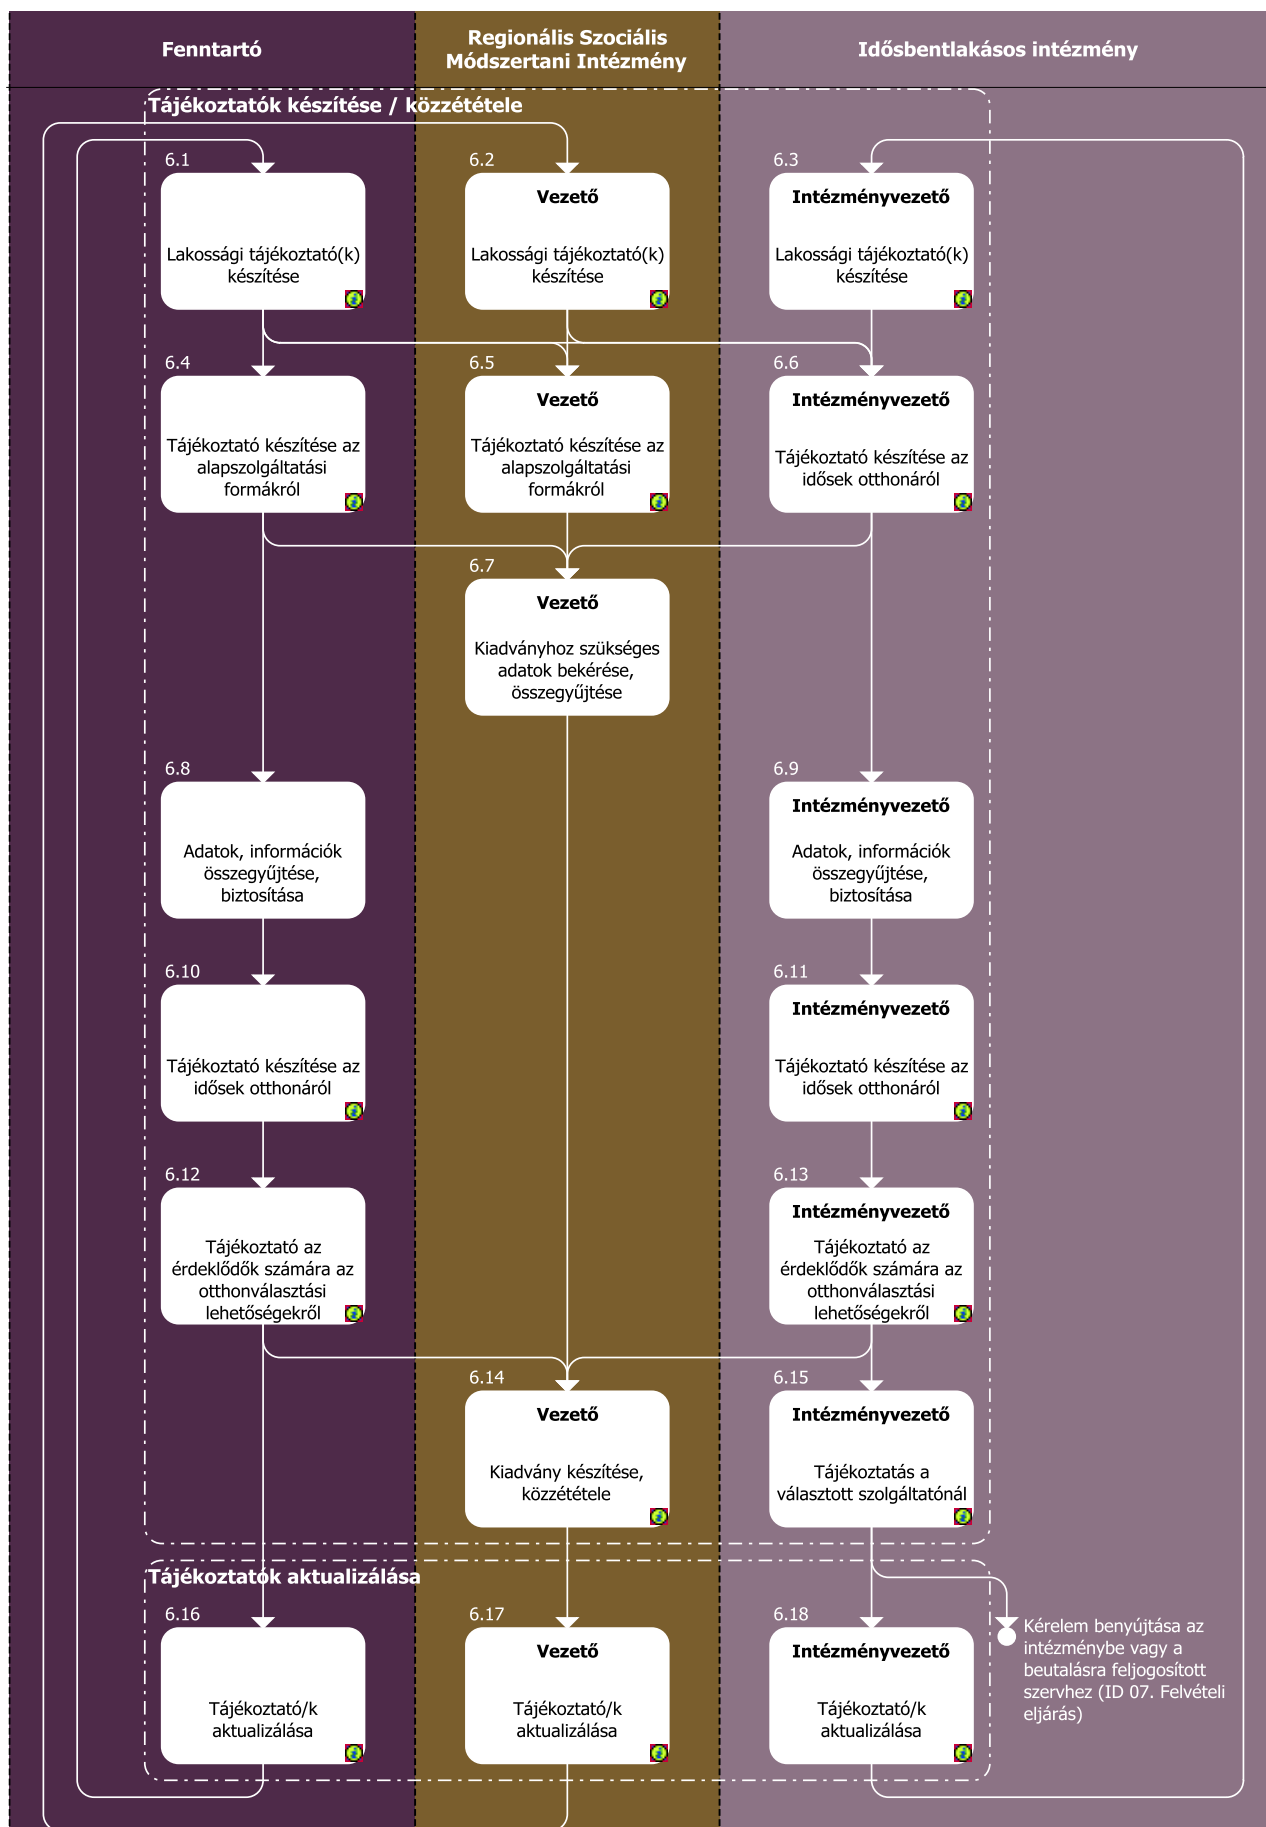 Fenntartó
Regionális Szociális
Módszertani Intézmény
Idősbentlakásos intézmény
Tájékoztatók készítése / közzététele
6.1
Lakossági tájékoztató(k)
készítése
6.2
Vezető
Lakossági tájékoztató(k)
készítése
6.3
Intézményvezető
Lakossági tájékoztató(k)
készítése
6.4
Tájékoztató készítése az
alapszolgáltatási
formákról
6.5
Vezető
Tájékoztató készítése az
alapszolgáltatási
formákról
6.6
Intézményvezető
Tájékoztató készítése az
idősek otthonáról
6.7
Vezető
Kiadványhoz szükséges
adatok bekérése,
összegyűjtése
6.8
Adatok, információk
összegyűjtése,
biztosítása
6.9
Intézményvezető
Adatok, információk
összegyűjtése,
biztosítása
6.10
Tájékoztató készítése az
idősek otthonáról
6.11
Intézményvezető
Tájékoztató készítése az
idősek otthonáról
6.12
Tájékoztató az
érdeklődők számára az
otthonválasztási
lehetőségekről
6.13
Intézményvezető
Tájékoztató az
érdeklődők számára az
otthonválasztási
lehetőségekről
6.14
Vezető
Kiadvány készítése,
közzététele
6.15
Intézményvezető
Tájékoztatás a
választott szolgáltatónál
Tájékoztatók aktualizálása
6.16
Tájékoztató/k
aktualizálása
6.17
Vezető
Tájékoztató/k
aktualizálása
6.18
Intézményvezető
Tájékoztató/k
aktualizálása
Kérelem benyújtása az
intézménybe vagy a
beutalásra feljogosított
szervhez (ID 07. Felvételi
eljárás)